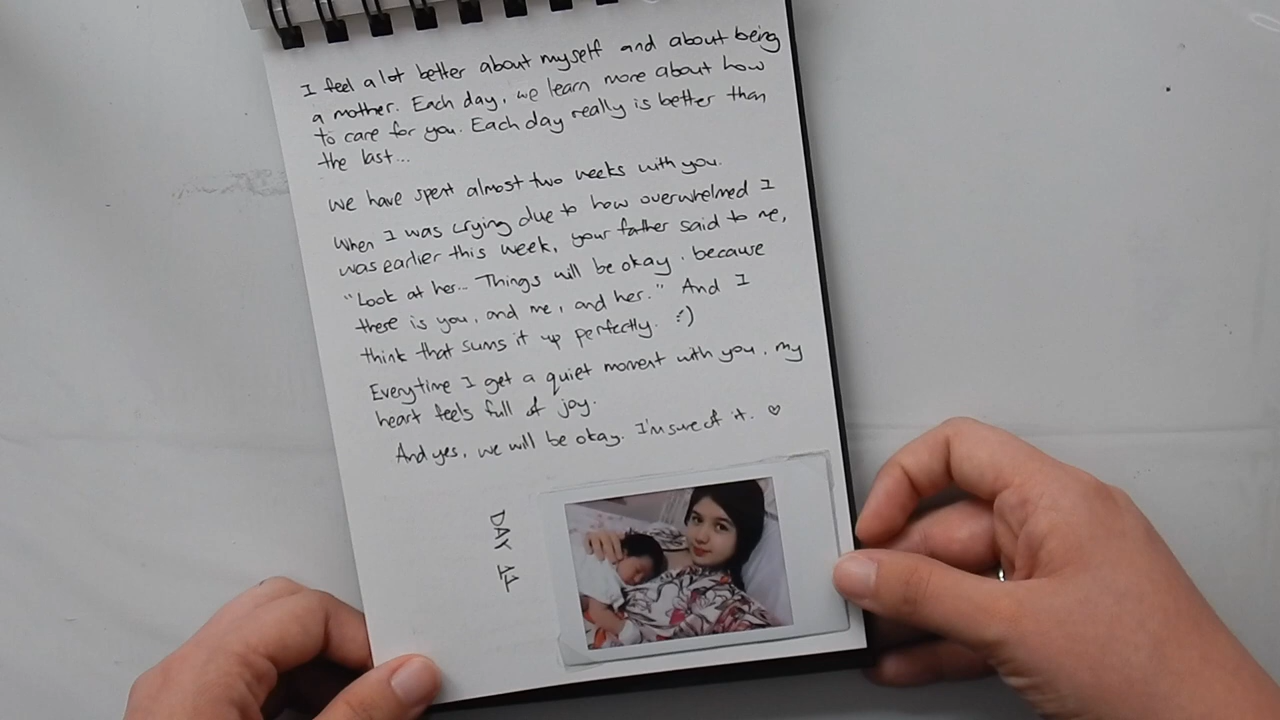 I feel a lot better about myself and about being
a mother. Each day, we learn more about how
to care for you. Each day really is better than
the last...
We have spent almost two weeks with you.
When I was crying due to how overwhelmed I
was earlier this week, your father said to me,
"Look at her... Things will be okay, because
there is you, and me, and her." And I
think that sums it up perfectly. :)
Everytime I get a quiet moment with you, my
heart feels full of joy.
And yes, we will be okay. I'm sure of it. ♡
DAY 11